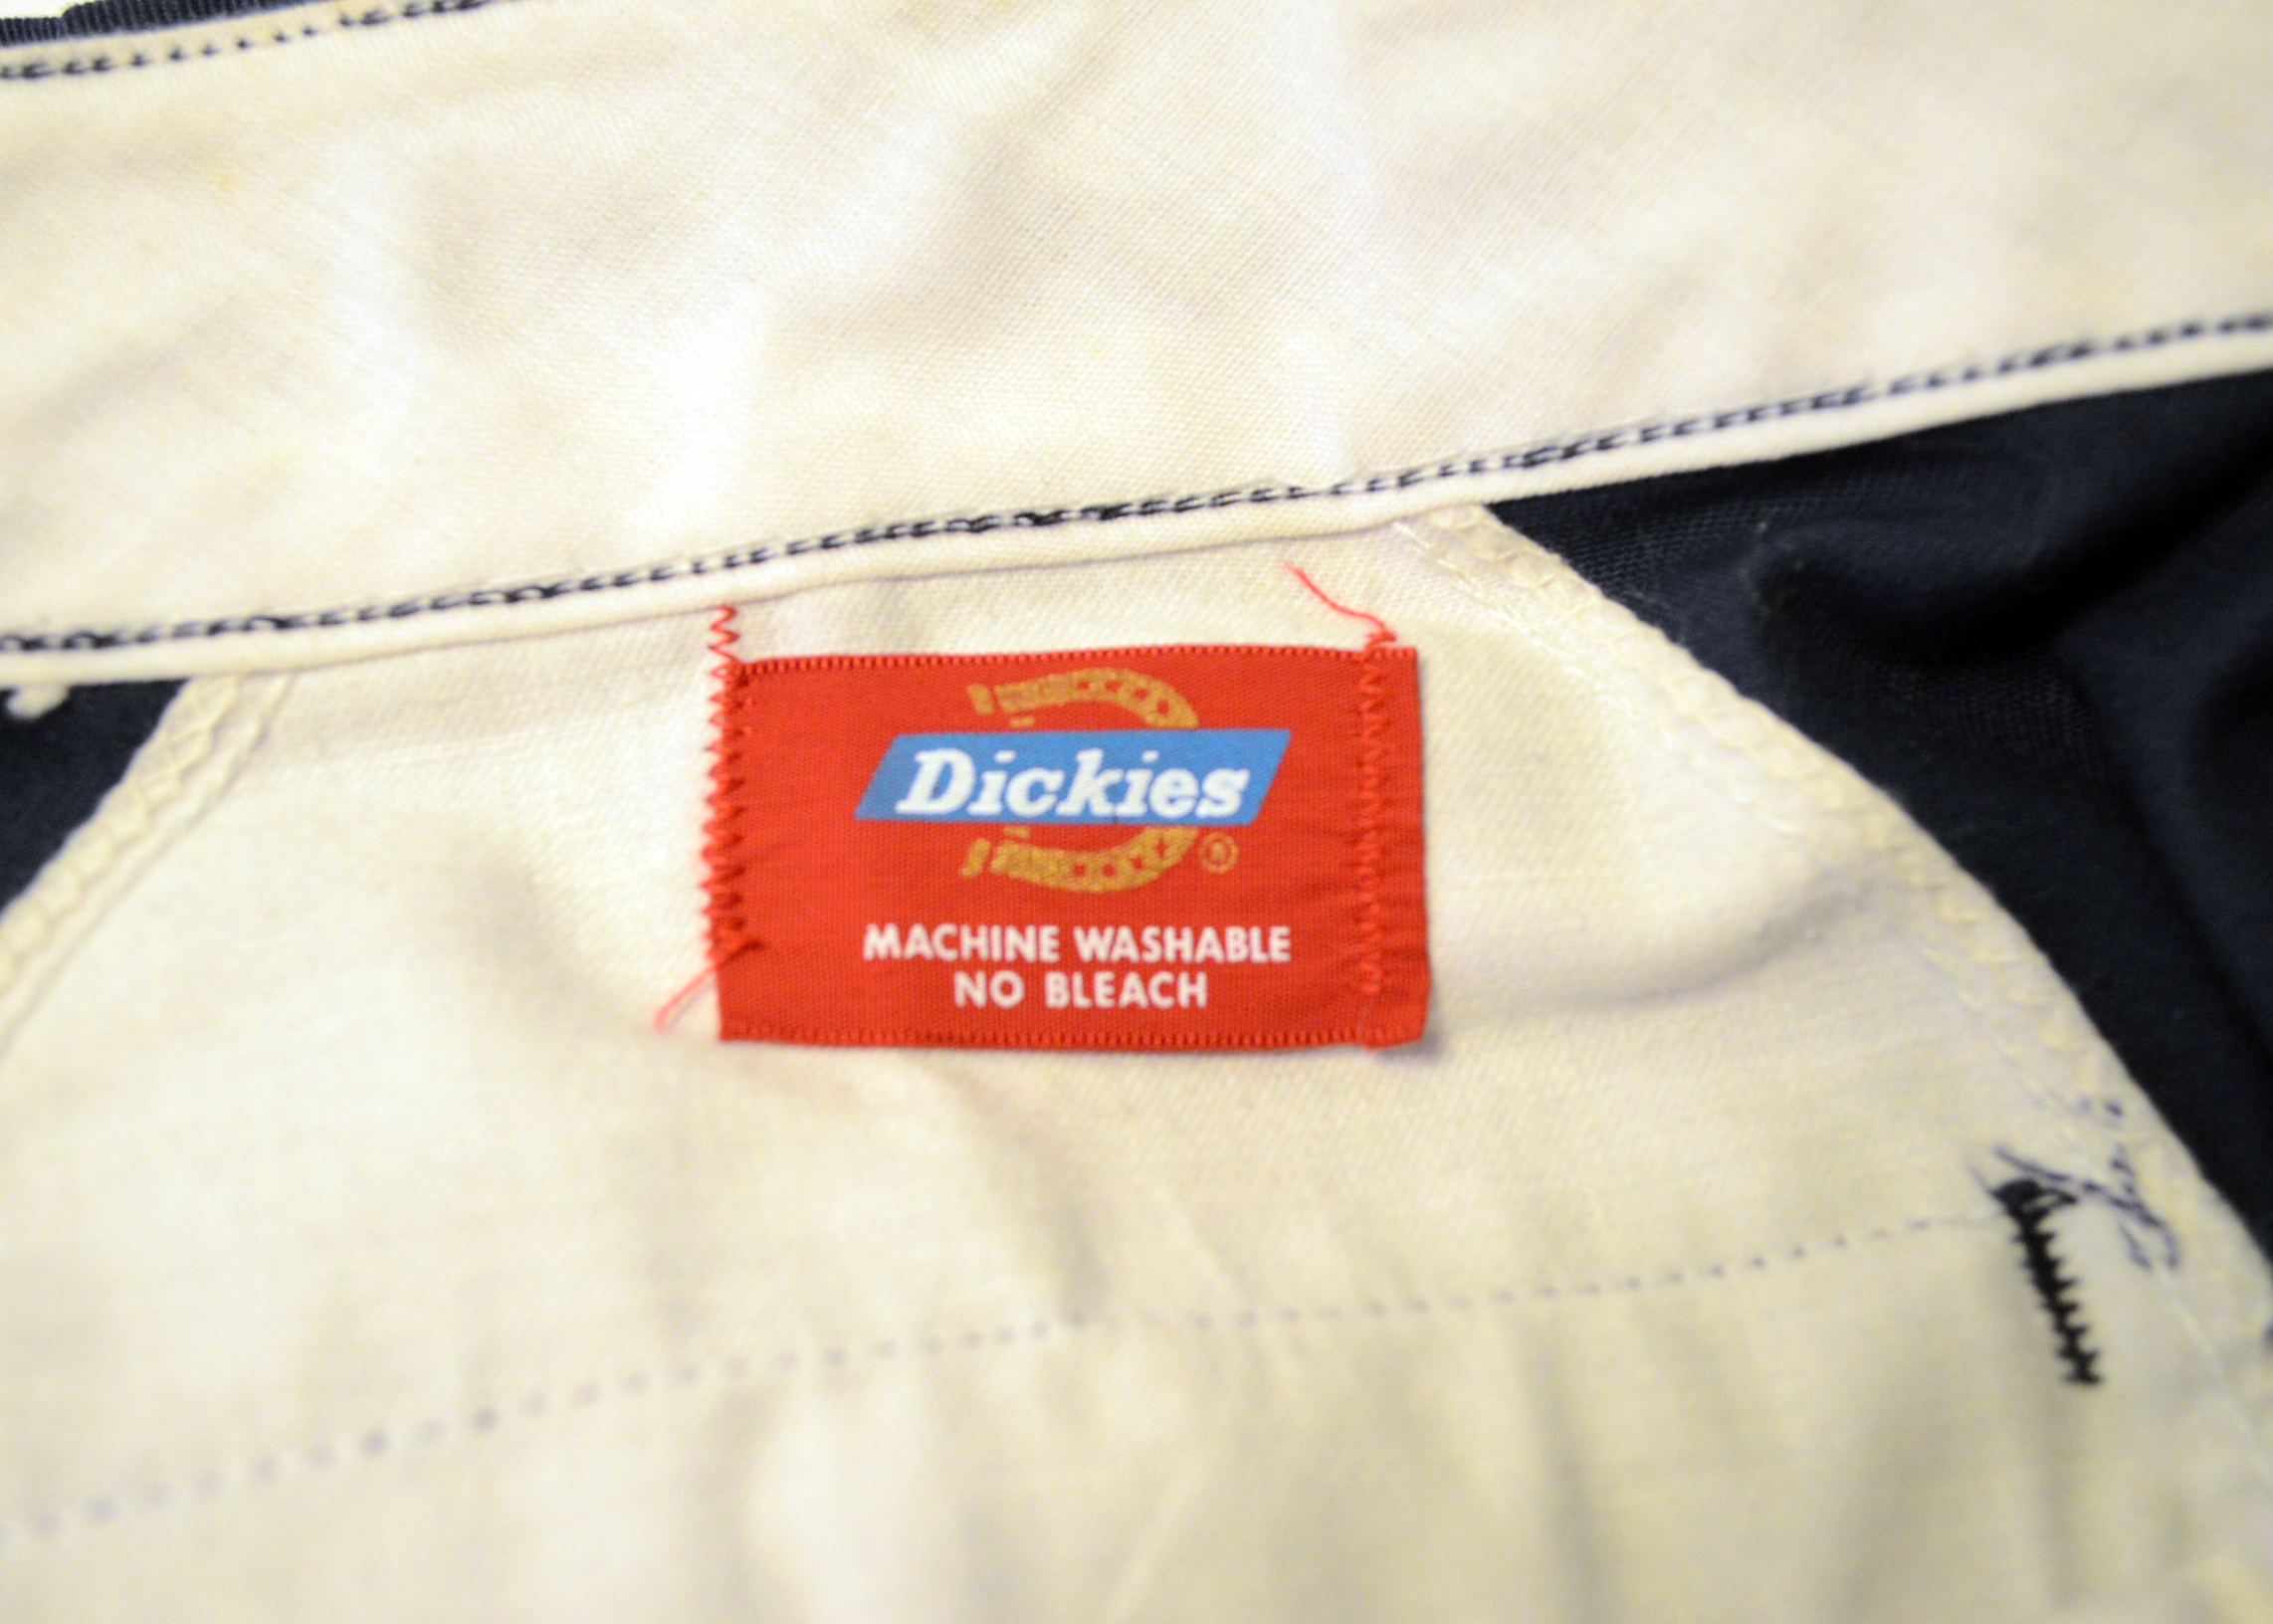 Dickies
®
MACHINE WASHABLE
NO BLEACH